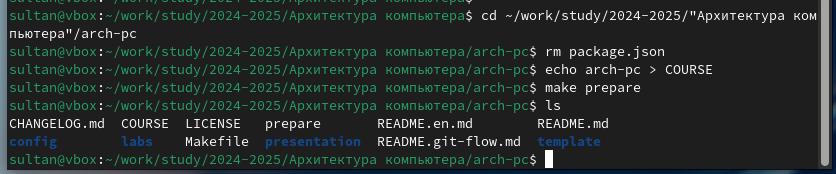 sultan@vbox:~/work/study/2024-2025/Архитектура компьютера$ cd ~/work/study/2024-2025/"Архитектура ком
пьютера"/arch-pc
sultan@vbox:~/work/study/2024-2025/Архитектура компьютера/arch-pc$ rm package.json
sultan@vbox:~/work/study/2024-2025/Архитектура компьютера/arch-pc$ echo arch-pc > COURSE
sultan@vbox:~/work/study/2024-2025/Архитектура компьютера/arch-pc$ make prepare
sultan@vbox:~/work/study/2024-2025/Архитектура компьютера/arch-pc$ ls
CHANGELOG.md COURSE LICENSE prepare README.en.md README.md
config labs Makefile presentation README.git-flow.md template
sultan@vbox:~/work/study/2024-2025/Архитектура компьютера/arch-pc$